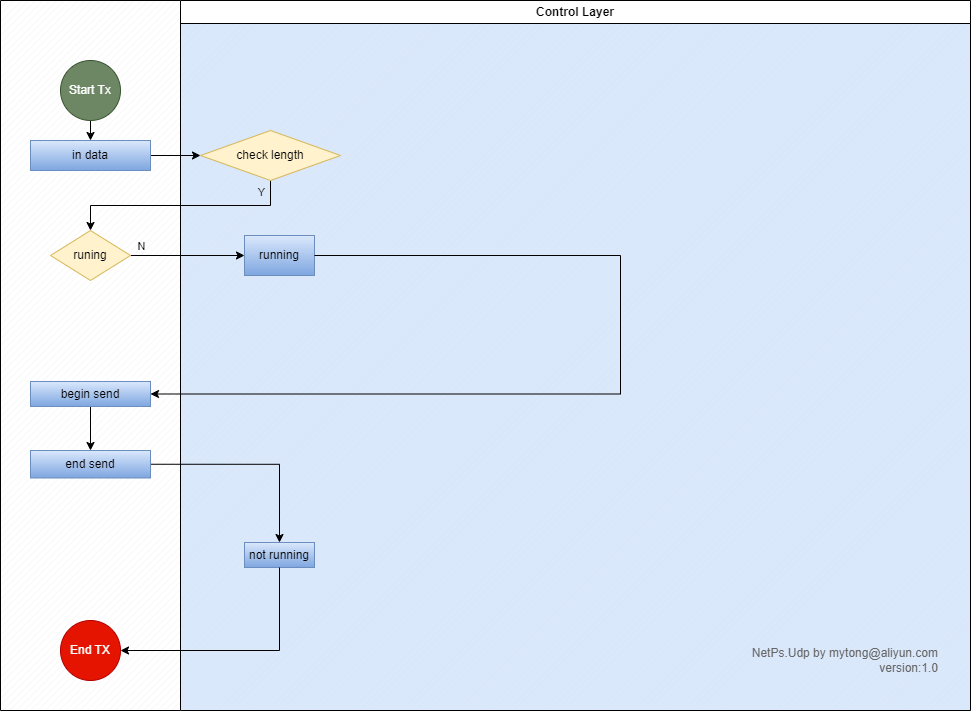 Control Layer
Start Tx
in data
check length
Y
runing
N
running
begin send
end send
not running
End TX
NetPs.Udp by mytong@aliyun.com
version:1.0